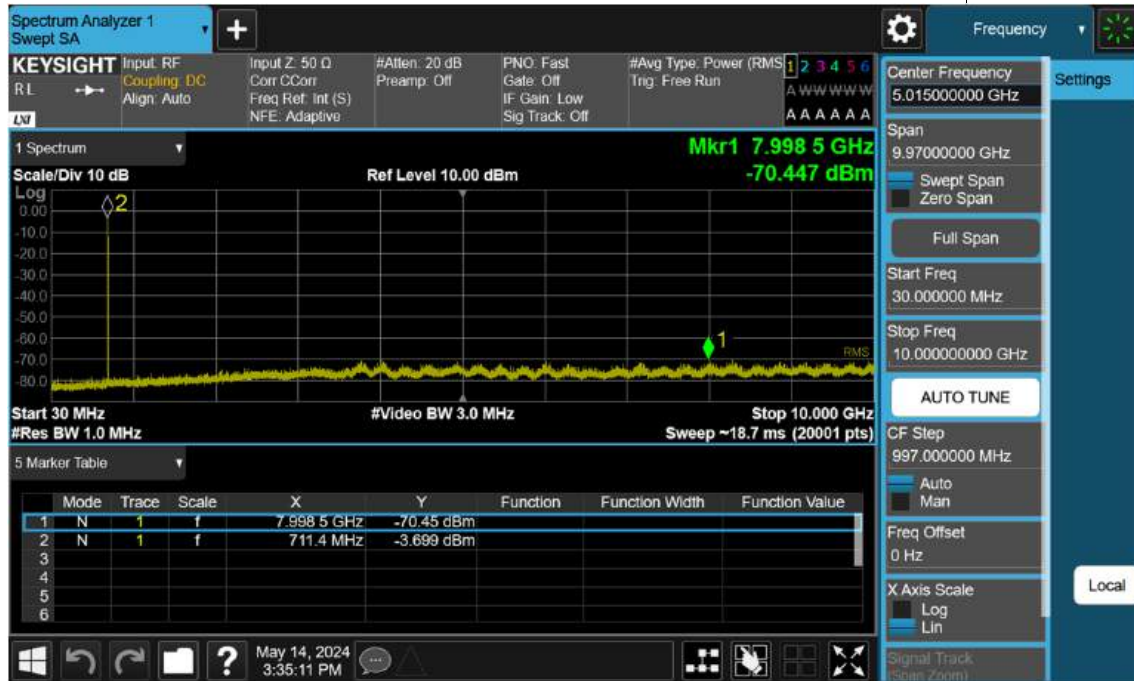 Spectrum Analyzer 1
Swept SA
Frequency
KEYSIGHT
RL
LXI
Input: RF
Coupling: DC
Align: Auto
Input Z: 50 Ω
Corr CCorr
Freq Ref: Int (S)
NFE: Adaptive
#Atten: 20 dB
Preamp: Off
PNO: Fast
Gate: Off
IF Gain: Low
Sig Track: Off
#Avg Type: Power (RMS
Trig: Free Run
1 2 3 4 5 6
A W W W W W
A A A A A A
1 Spectrum
Scale/Div 10 dB
Ref Level 10.00 dBm
Mkr1 7.998 5 GHz
-70.447 dBm
Log
0.00
-10.0
-20.0
-30.0
-40.0
-50.0
-60.0
-70.0
-80.0
2
1
RMS
Start 30 MHz
#Video BW 3.0 MHz
Stop 10.000 GHz
#Res BW 1.0 MHz
Sweep ~18.7 ms (20001 pts)
5 Marker Table
Mode Trace Scale X Y Function Function Width Function Value
1 N 1 f 7.998 5 GHz -70.45 dBm
2 N 1 f 711.4 MHz -3.699 dBm
3
4
5
6
May 14, 2024
3:35:11 PM
Center Frequency
5.015000000 GHz
Settings
Span
9.97000000 GHz
Swept Span
Zero Span
Full Span
Start Freq
30.000000 MHz
Stop Freq
10.000000000 GHz
AUTO TUNE
CF Step
997.000000 MHz
Auto
Man
Freq Offset
0 Hz
X Axis Scale
Log
Lin
Local
Signal Track
(Span Zoom)